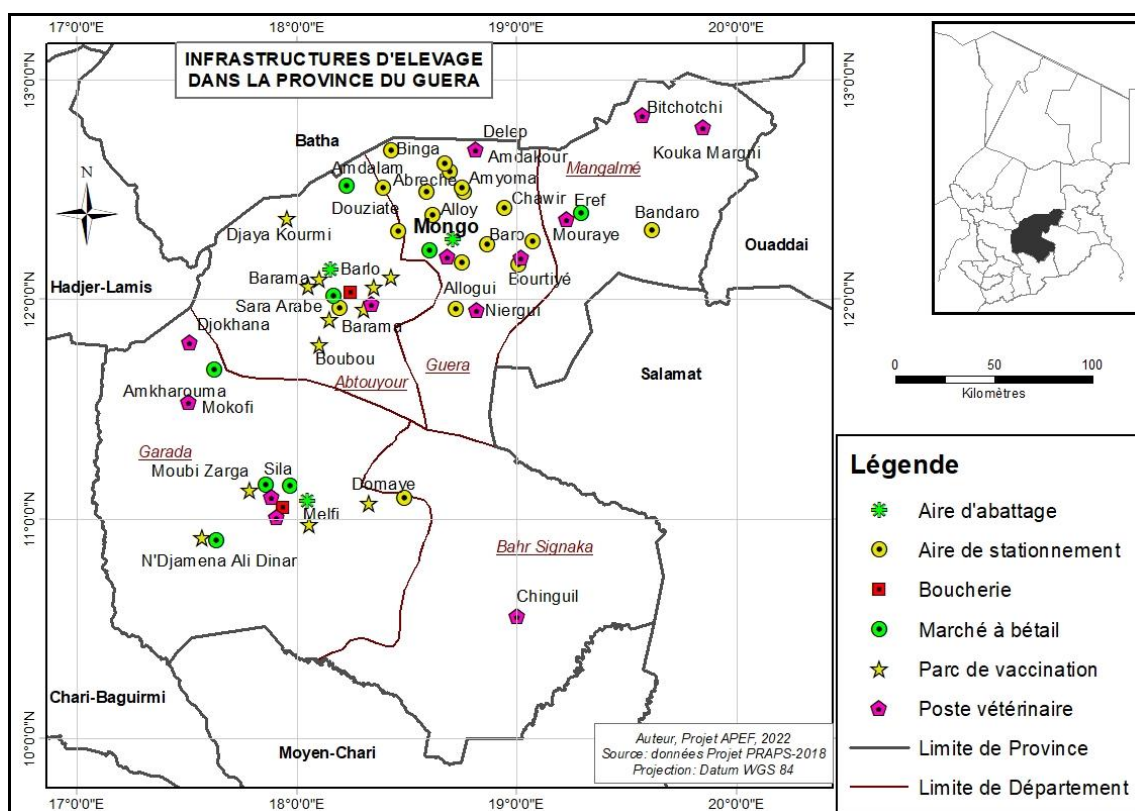 17°0'0"E
18°0'0"E
19°0'0"E
20°0'0"E
INFRASTRUCTURES D'ELEVAGE
DANS LA PROVINCE DU GUERA
13°0'0"N
13°0'0"N
Bitchotchi
Kouka Margni
Batha
Delep
Binga
Amdakour
Mangalmé
Amdalam
Abreche
Amyoma
Chawir
Eref
Douziate
Alloy
Bandaro
N
Djaya Kourmi
Mongo
Baro
Mouraye
Ouaddai
Barama
Barlo
Bourtiyé
Hadjer-Lamis
Allogui
12°0'0"N
12°0'0"N
Sara Arabe
Niergui
Djokhana
Barama
Boubou
Guera
Salamat
Abtouyour
Amkharouma
Mokofi
0
50
100
Kilomètres
Garada
Moubi Zarga
Sila
Domaye
Melfi
11°0'0"N
11°0'0"N
N'Djamena Ali Dinar
Bahr Signaka
Chinguil
Chari-Baguirmi
Moyen-Chari
10°0'0"N
10°0'0"N
Auteur, Projet APEF, 2022
Source: données Projet PRAPS-2018
Projection: Datum WGS 84
17°0'0"E
18°0'0"E
19°0'0"E
20°0'0"E
Légende
Aire d'abattage
Aire de stationnement
Boucherie
Marché à bétail
Parc de vaccination
Poste vétérinaire
Limite de Province
Limite de Département